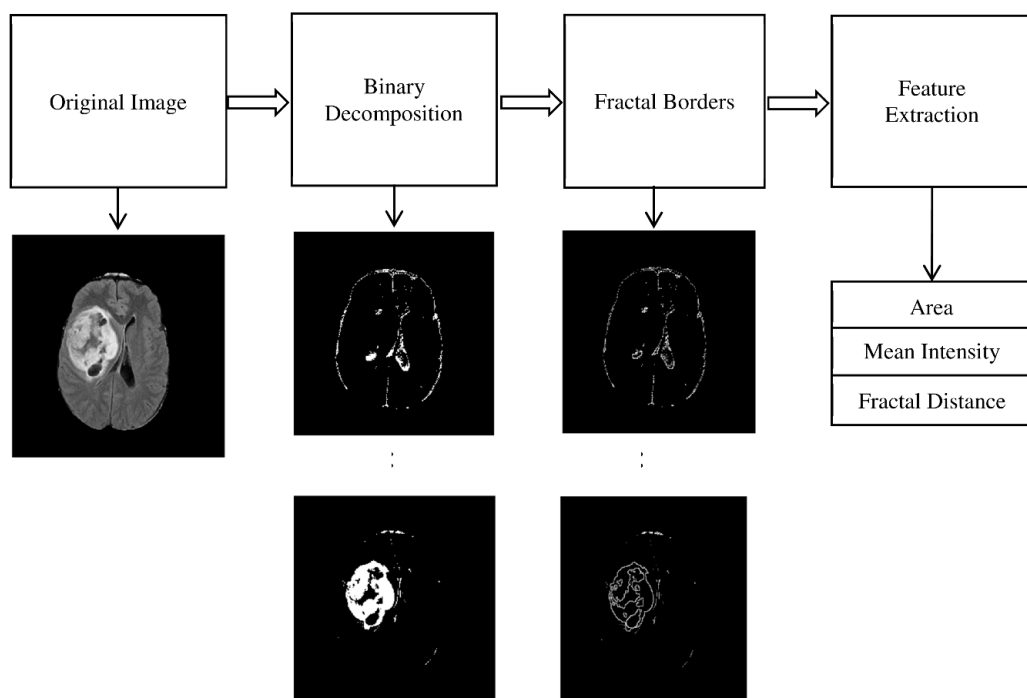 Original Image
Binary
Decomposition
Fractal Borders
Feature
Extraction
Area
Mean Intensity
Fractal Distance